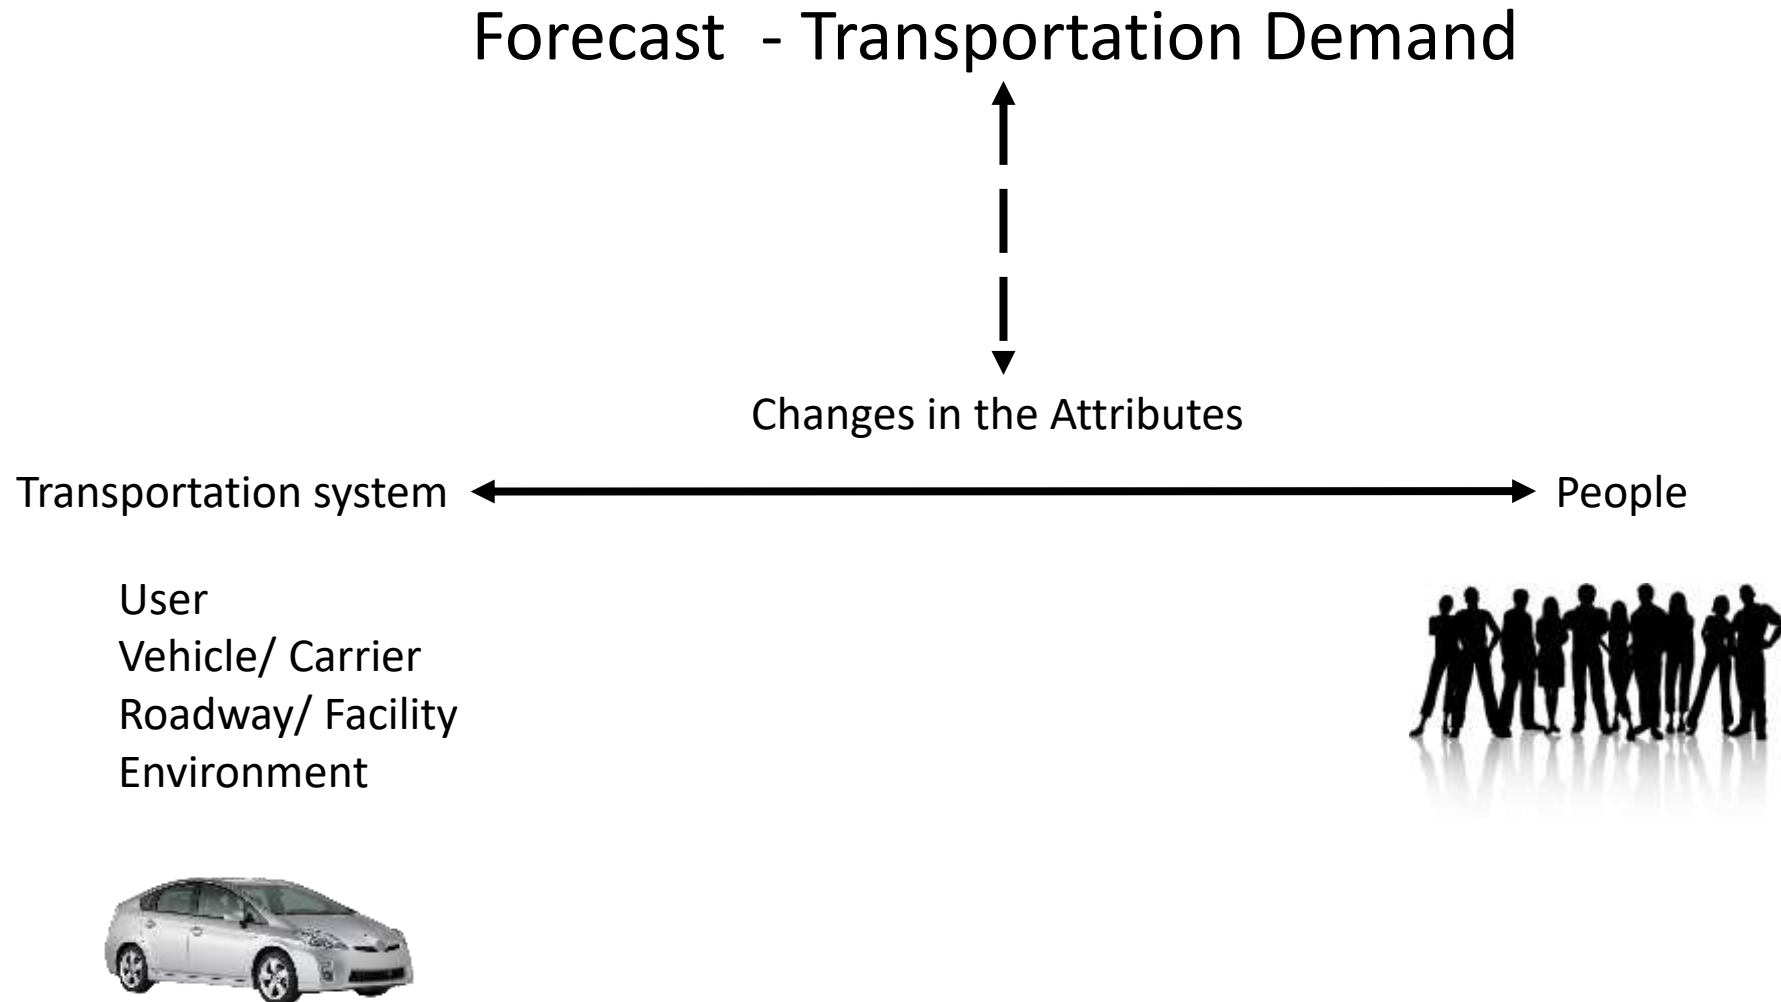 Forecast - Transportation Demand
Changes in the Attributes
Transportation system
People
User
Vehicle/ Carrier
Roadway/ Facility
Environment